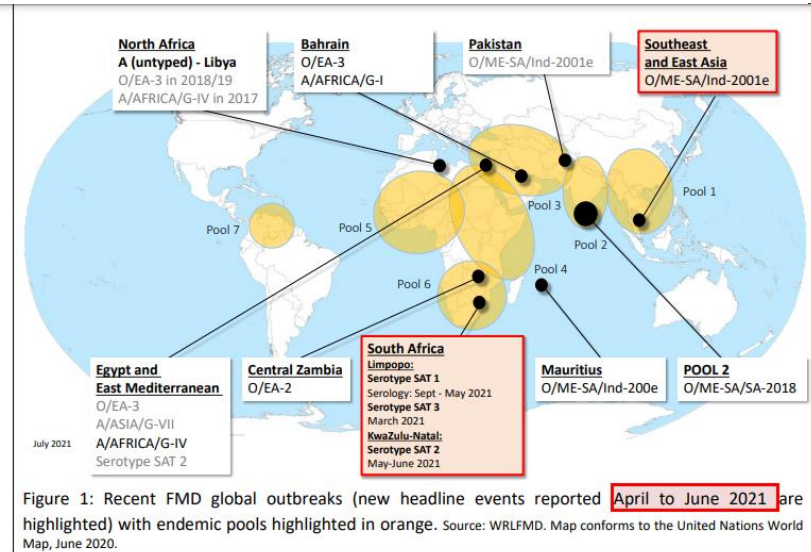 North Africa
A (untyped) - Libya
O/EA-3 in 2018/19
A/AFRICA/G-IV in 2017
Bahrain
O/EA-3
A/AFRICA/G-I
Pakistan
O/ME-SA/Ind-2001e
Southeast
and East Asia
O/ME-SA/Ind-2001e
Pool 1
Pool 2
Pool 3
Pool 4
Pool 5
Pool 6
Pool 7
Egypt and
East Mediterranean
O/EA-3
A/ASIA/G-VII
A/AFRICA/G-IV
Serotype SAT 2
Central Zambia
O/EA-2
South Africa
Limpopo:
Serotype SAT 1
Serology: Sept - May 2021
Serotype SAT 3
March 2021
KwaZulu-Natal:
Serotype SAT 2
May-June 2021
Mauritius
O/ME-SA/Ind-200e
POOL 2
O/ME-SA/SA-2018
July 2021
Figure 1: Recent FMD global outbreaks (new headline events reported April to June 2021 are
highlighted) with endemic pools highlighted in orange. Source: WRLFMD. Map conforms to the United Nations World
Map, June 2020.